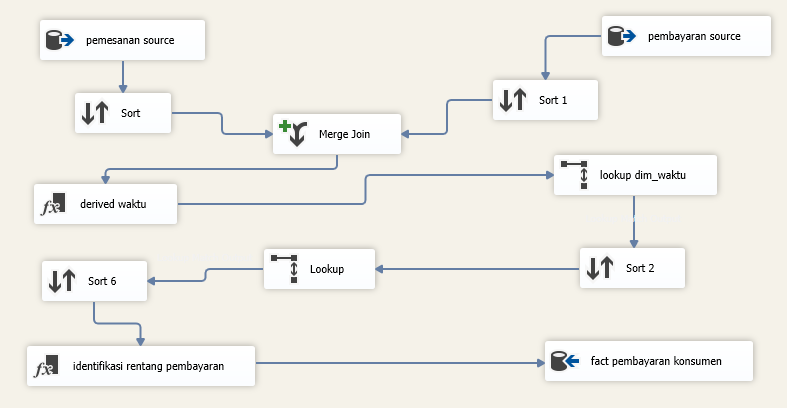 pemesanan source
pembayaran source
Sort
Sort 1
Merge Join
derived waktu
lookup dim_waktu
Sort 2
Lookup
Sort 6
identifikasi rentang pembayaran
fact pembayaran konsumen